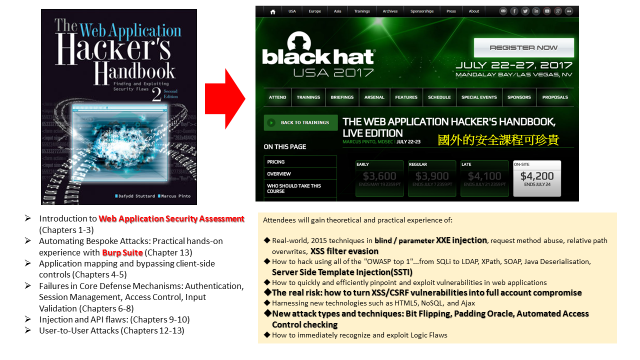 The Web Application
Hacker's
Handbook
Finding and Exploiting
Security Flaws
2 Second
Edition
Dafydd Stuttard Marcus Pinto
USA Europe Asia Trainings Archives Sponsorships Press About
REGISTER NOW
black hat
USA 2017
JULY 22-27, 2017
MANDALAY BAY/LAS VEGAS, NV
ATTEND TRAININGS BRIEFINGS ARSENAL FEATURES SCHEDULE SPECIAL EVENTS SPONSORS PROPOSALS
BACK TO TRAININGS
THE WEB APPLICATION HACKER'S HANDBOOK,
LIVE EDITION
MARCUS PINTO, MDSEC JULY 22-23
國外的安全課程可珍貴
ON THIS PAGE
PRICING
OVERVIEW
WHO SHOULD TAKE THIS
COURSE
EARLY
$3,600
REGULAR
$3,900
LATE
$4,100
ON-SITE
$4,200
ENDS JULY 24
➢ Introduction to Web Application Security Assessment
(Chapters 1-3)
➢ Automating Bespoke Attacks: Practical hands-on
experience with Burp Suite (Chapter 13)
➢ Application mapping and bypassing client-side
controls (Chapters 4-5)
➢ Failures in Core Defense Mechanisms: Authentication,
Session Management, Access Control, Input
Validation (Chapters 6-8)
➢ Injection and API flaws: (Chapters 9-10)
➢ User-to-User Attacks (Chapters 12-13)
Attendees will gain theoretical and practical experience of:
◆Real-world, 2015 techniques in blind / parameter XXE injection, request method abuse, relative path
overwrites, XSS filter evasion
◆How to hack using all of the "OWASP top 1"...from SQLi to LDAP, XPath, SOAP, Java Deserialisation,
Server Side Template Injection(SSTI)
◆How to quickly and efficiently pinpoint and exploit vulnerabilities in web applications
◆The real risk: how to turn XSS/CSRF vulnerabilities into full account compromise
◆Harnessing new technologies such as HTML5, NoSQL, and Ajax
◆New attack types and techniques: Bit Flipping, Padding Oracle, Automated Access
Control checking
◆How to immediately recognize and exploit Logic Flaws